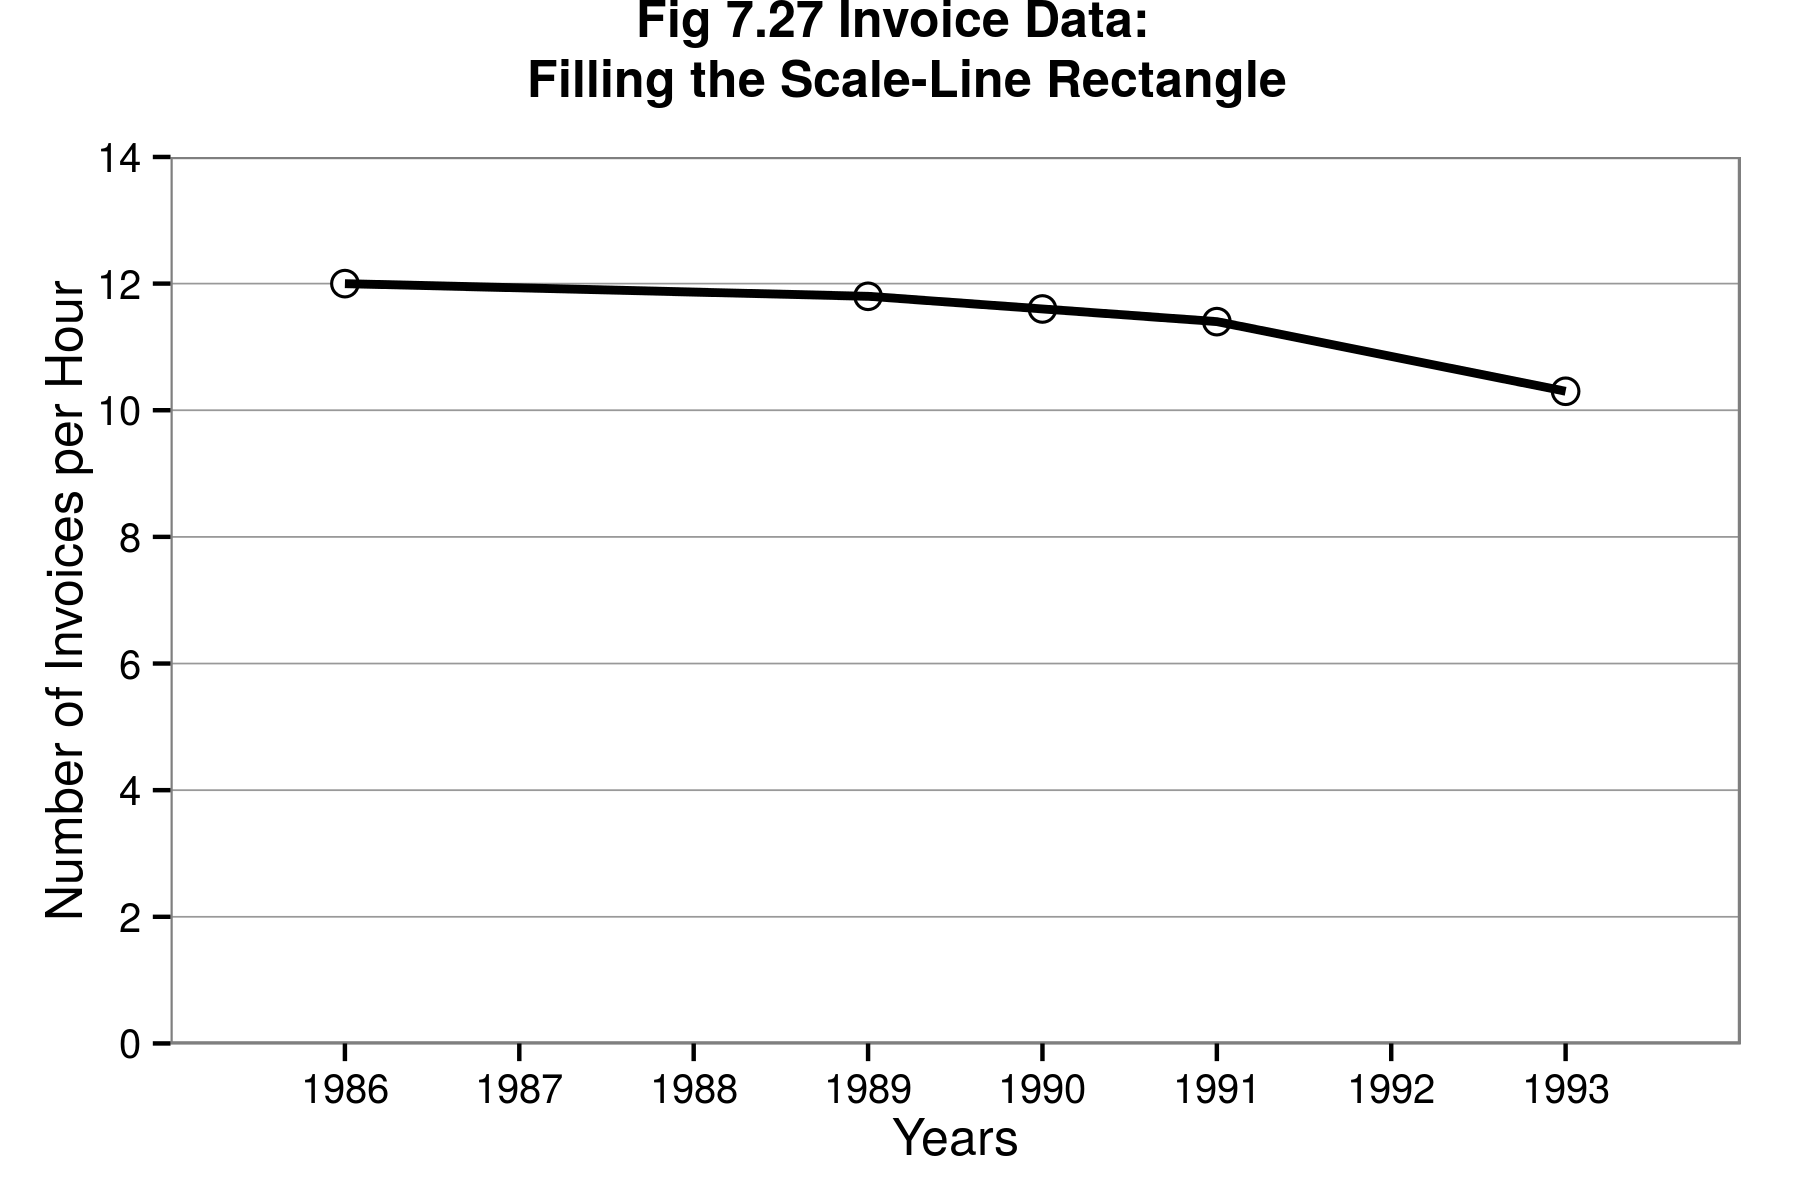 Fig 7.27 Invoice Data:
Filling the Scale-Line Rectangle
Number of Invoices per Hour
14
12
10
8
6
4
2
0
1986 1987 1988 1989 1990 1991 1992 1993
Years